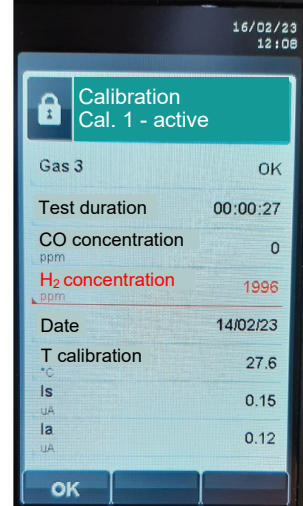 16/02/23
12:08
Calibration
Cal. 1 - active
Gas 3 OK
Test duration 00:00:27
CO concentration 0
ppm
H₂ concentration 1996
ppm
Date 14/02/23
T calibration 27.6
°C
Is 0.15
uA
Ia 0.12
uA
OK